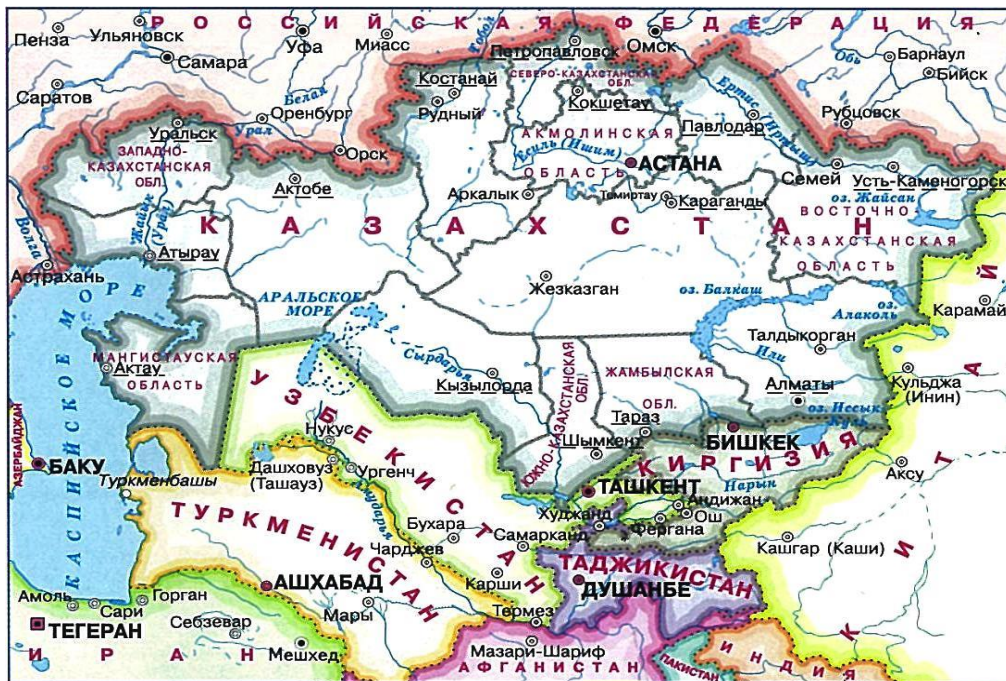 РОССИЙСКАЯ ФЕДЕРАЦИЯ
Пенза
Ульяновск
Самара
Уфа
Миасс
Тобол
Петропавловск
Омск
Обь
Барнаул
Бийск
Саратов
Белая
Оренбург
Костанай
Рудный
СЕВЕРО-КАЗАХСТАНСКАЯ
ОБЛ.
Кокшетау
Ертис
(Иртыш)
Павлодар
Рубцовск
Уральск
Урал
Орск
АКМОЛИНСКАЯ
Есиль (Ишим)
ОБЛАСТЬ
АСТАНА
ЗАПАДНО-
КАЗАХСТАНСКАЯ
ОБЛ.
Актобе
Аркалык
Темиртау
Караганды
Семей
Усть-Каменогорск
оз. Жайсан
Волга
Жайык
(Урал)
КАЗАХСТАН
ВОСТОЧНО
КАЗАХСТАНСКАЯ
ОБЛАСТЬ
Атырау
Астрахань
Жезказган
АРАЛЬСКОЕ
МОРЕ
оз. Балкаш
оз.
Алаколь
Карамай
КАСПИЙСКОЕ МОРЕ
Талдыкорган
Или
МАНГИСТАУСКАЯ
Актау
ОБЛАСТЬ
Сырдарья
Кызылорда
ЮЖНО-КАЗАХСТАНСКАЯ
ОБЛ.
ЖАМБЫЛСКАЯ
ОБЛ.
Алматы
Кульджа
(Инин)
оз. Иссык-
Куль
Тараз
БИШКЕК
Шымкент
УЗБЕКИСТАН
Нукус
КИРГИЗИЯ
АЗЕРБАЙДЖАН
БАКУ
Туркменбашы
Дашховуз
(Ташауз)
Ургенч
Амударья
ТАШКЕНТ
Нарын
Аксу
КИТАЙ
ТУРКМЕНИСТАН
Бухара
Худжанд
Андижан
Ош
Фергана
Чарджев
Самарканд
Кашгар (Каши)
АШХАБАД
Карши
ТАДЖИКИСТАН
ДУШАНБЕ
Амоль
Сари
Горган
ТЕГЕРАН
Себзевар
Мары
Термез
Мешхед
Мазари-Шариф
ИРАН
АФГАНИСТАН
ПАКИСТАН
ИНДИЯ